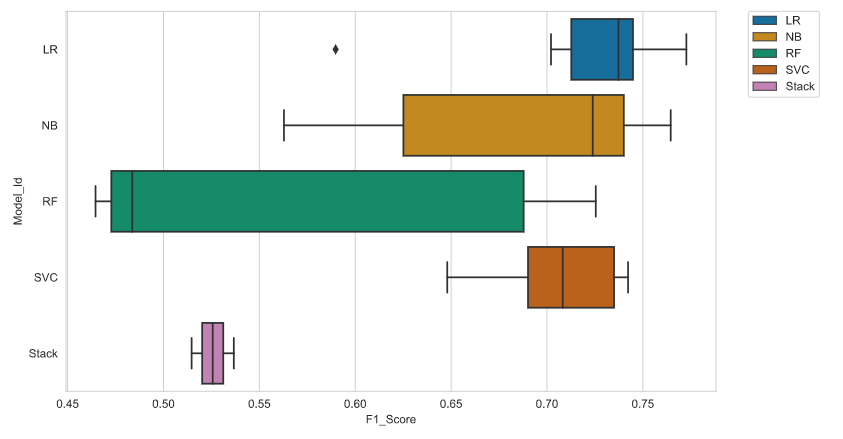 LR
NB
RF
SVC
Stack
Model_Id
LR
NB
RF
SVC
Stack
0.45 0.50 0.55 0.60 0.65 0.70 0.75
F1_Score